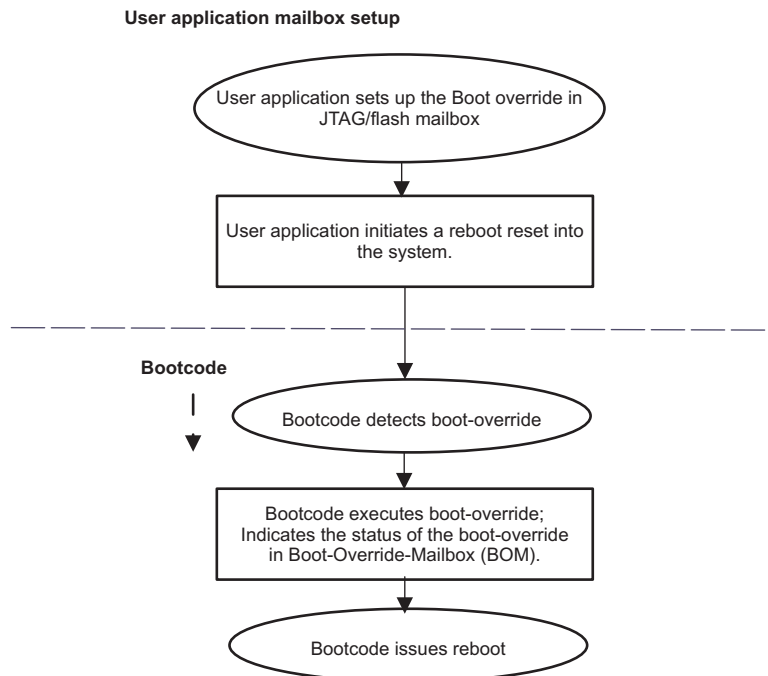 User application mailbox setup
User application sets up the Boot override in
JTAG/flash mailbox
User application initiates a reboot reset into
the system.
Bootcode
Bootcode detects boot-override
Bootcode executes boot-override;
Indicates the status of the boot-override
in Boot-Override-Mailbox (BOM).
Bootcode issues reboot